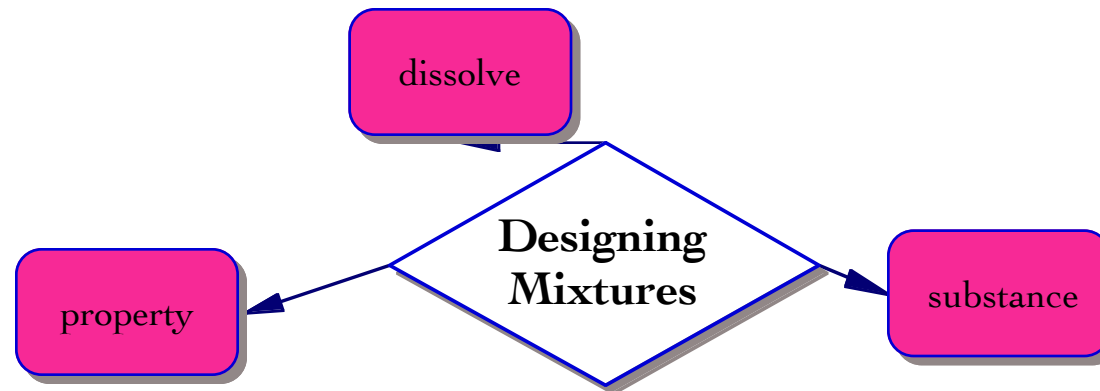 dissolve
Designing
Mixtures
property
substance